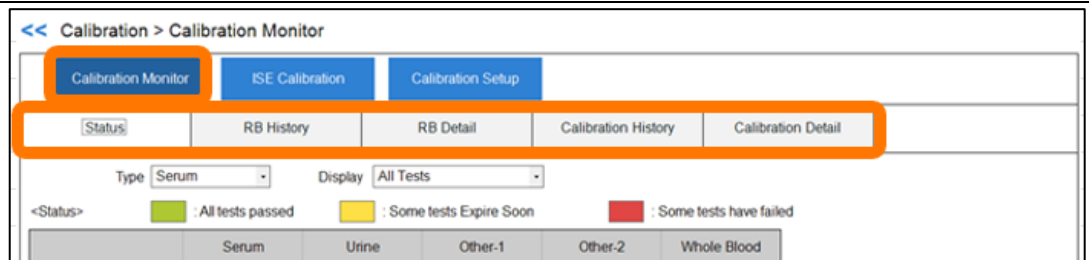 << Calibration > Calibration Monitor
Calibration Monitor ISE Calibration Calibration Setup
Status RB History RB Detail Calibration History Calibration Detail
Type Serum Display All Tests
<Status> : All tests passed : Some tests Expire Soon : Some tests have failed
Serum Urine Other-1 Other-2 Whole Blood